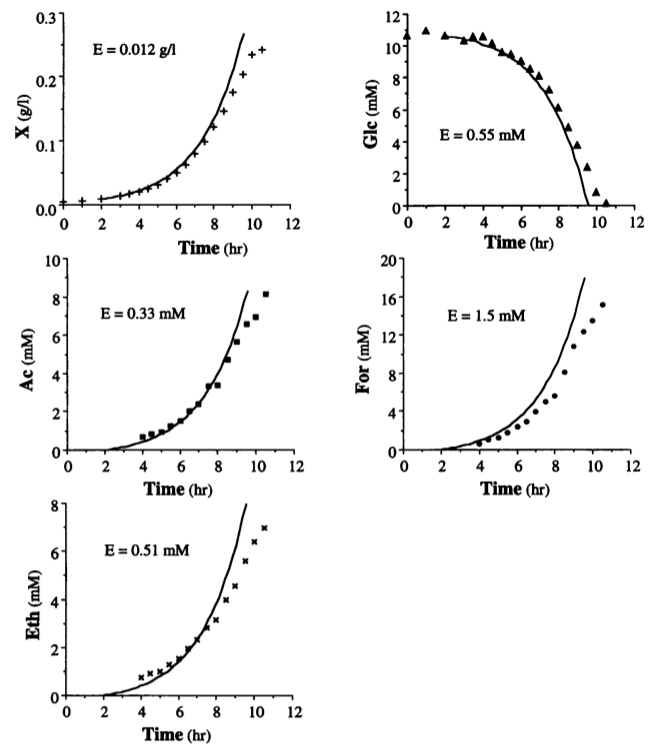 0.3
0.2
0.1
0.0
X (g/l)
E = 0.012 g/l
0 2 4 6 8 10 12
Time (hr)
12
10
8
6
4
2
0
Glc (mM)
E = 0.55 mM
0 2 4 6 8 10 12
Time (hr)
10
8
6
4
2
0
Ac (mM)
E = 0.33 mM
0 2 4 6 8 10 12
Time (hr)
20
16
12
8
4
0
For (mM)
E = 1.5 mM
0 2 4 6 8 10 12
Time (hr)
8
6
4
2
0
Eth (mM)
E = 0.51 mM
0 2 4 6 8 10 12
Time (hr)